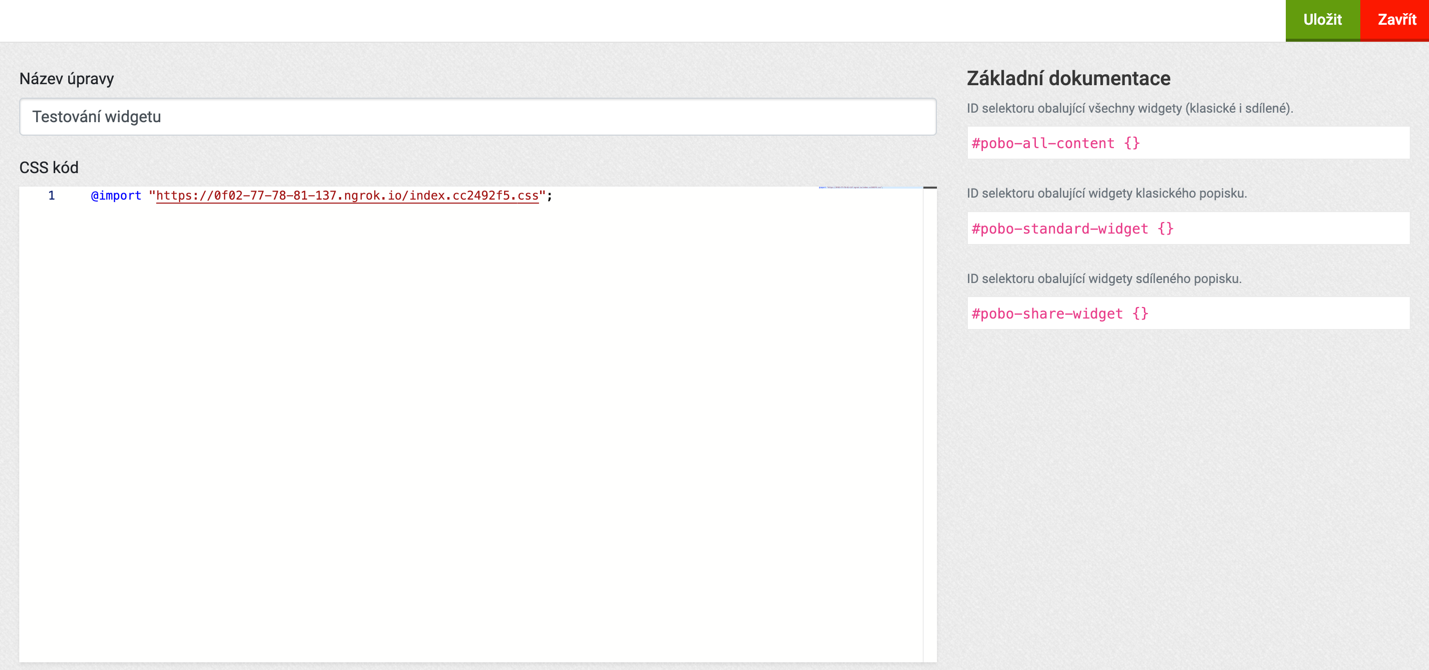 Uložit Zavřít
Název úpravy
Testování widgetu
CSS kód
1 @import "https://0f02-77-78-81-137.ngrok.io/index.cc2492f5.css";
Základní dokumentace
ID selektoru obalující všechny widgety (klasické i sdílené).
#pobo-all-content {}
ID selektoru obalující widgety klasického popisku.
#pobo-standard-widget {}
ID selektoru obalující widgety sdíleného popisku.
#pobo-share-widget {}